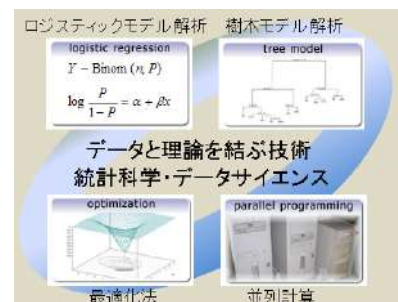 ロジスティックモデル解析 樹木モデル解析
logistic regression
tree model
Y − Binom (n, P)
log P / 1 − P = α + βx
データと理論を結ぶ技術
統計科学・データサイエンス
optimization
parallel programming
最適化法
並列計算